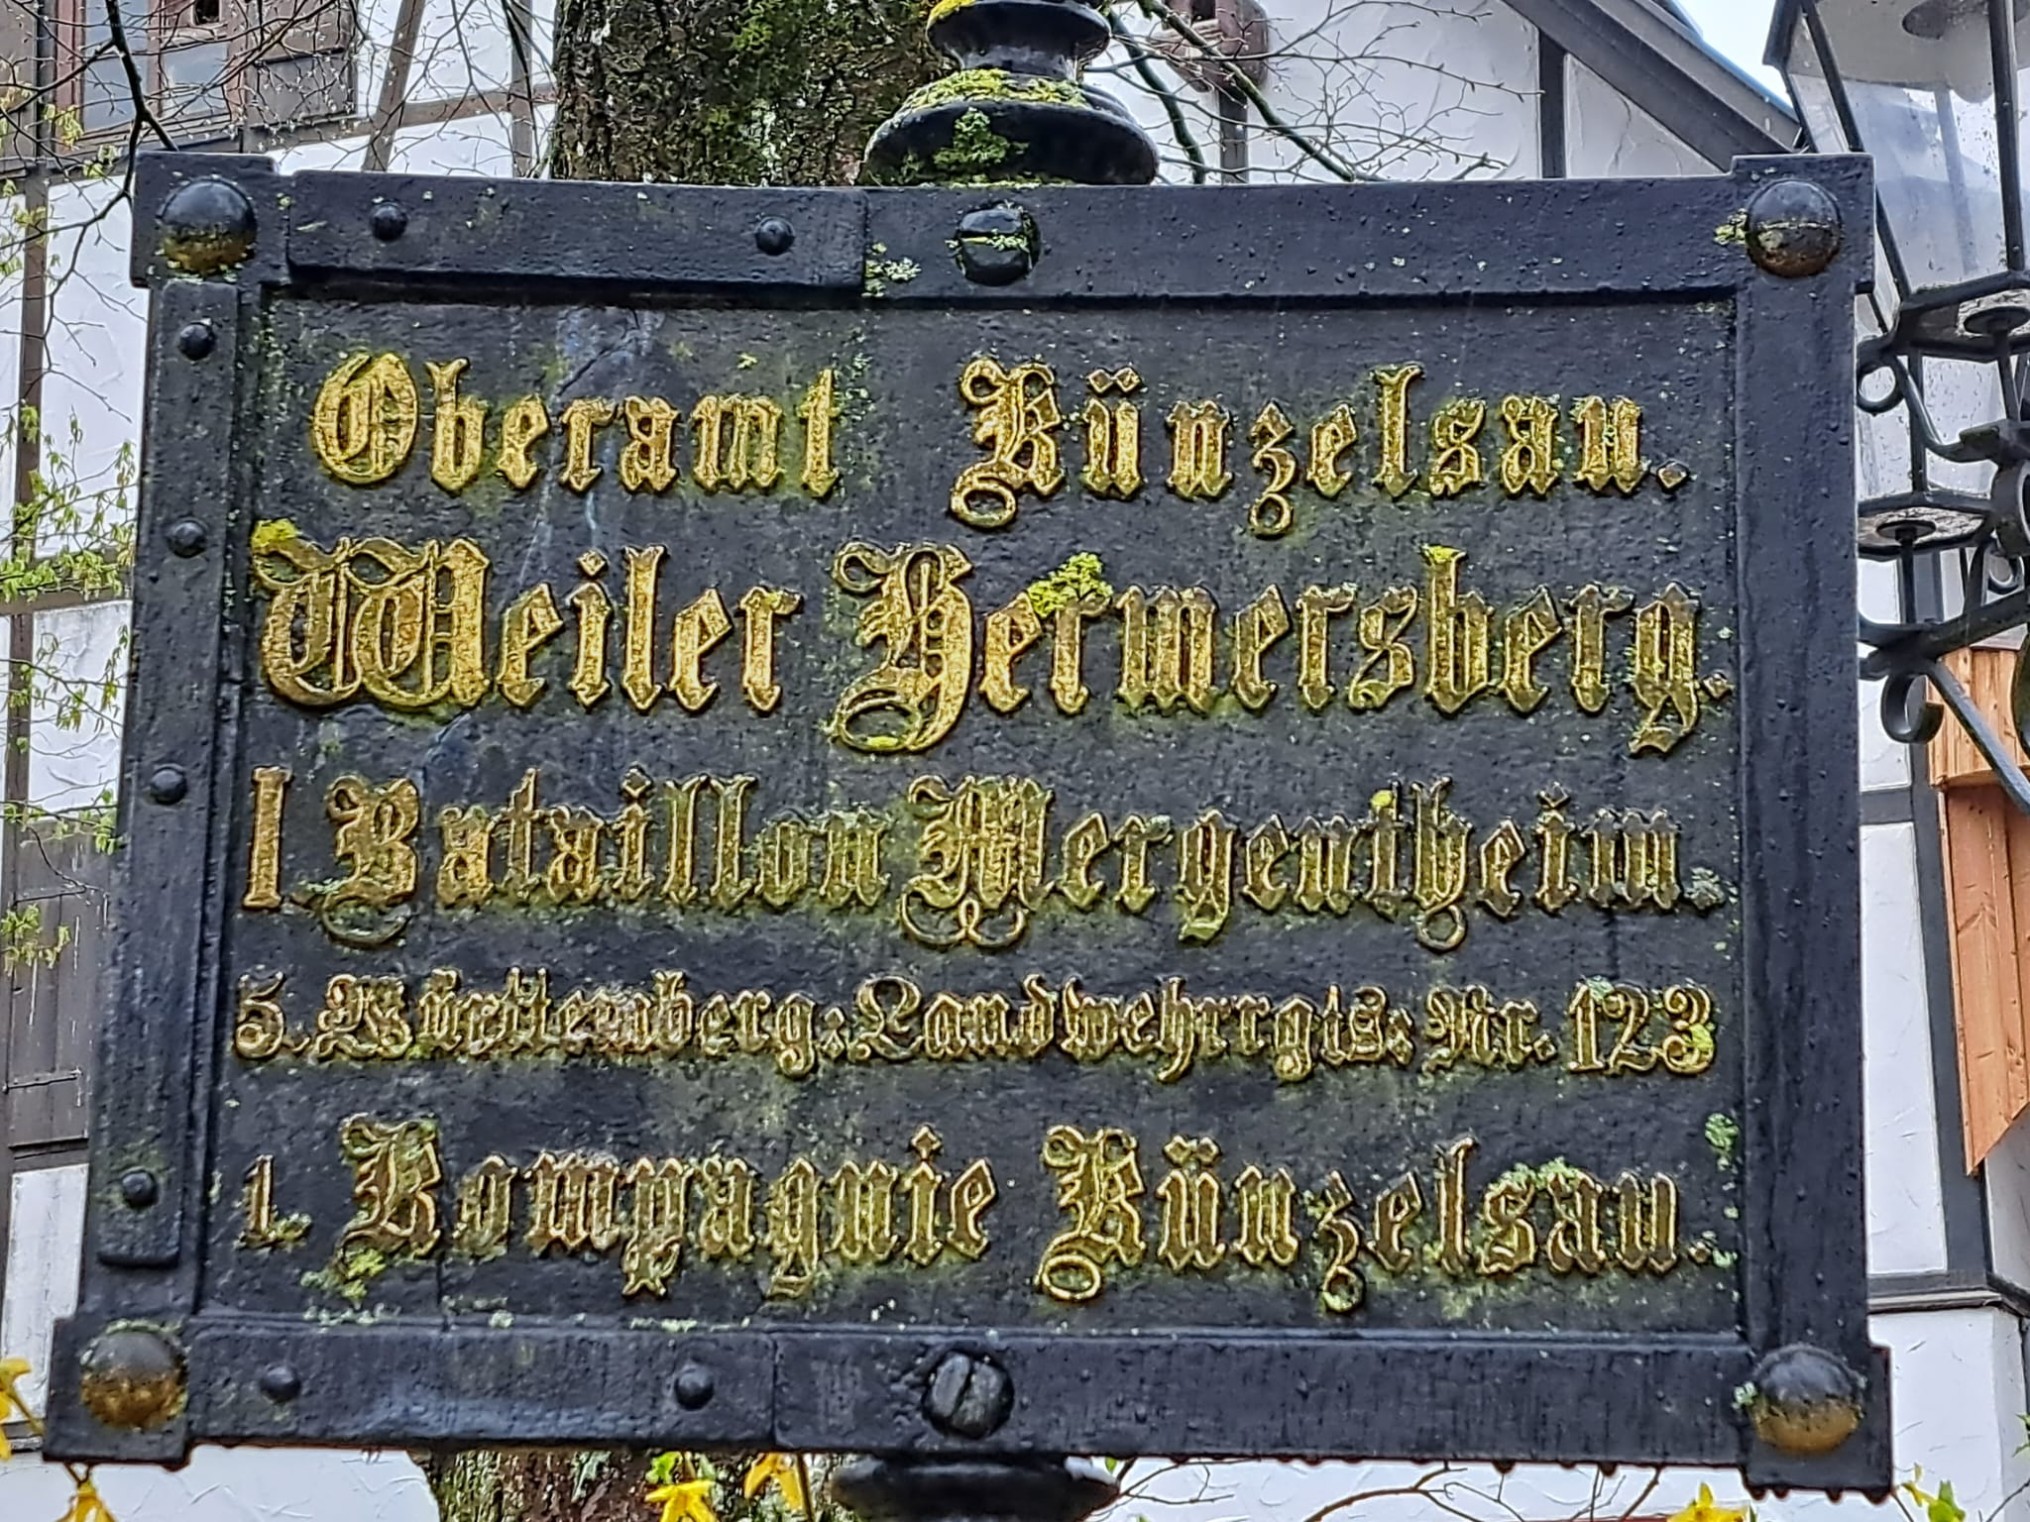 Oberamt Künzelsau.
Weiler Hermersberg.
I. Bataillon Mergentheim.
5. Württemberg: Landwehrrgts: Nr. 123
1. Kompagnie Künzelsau.